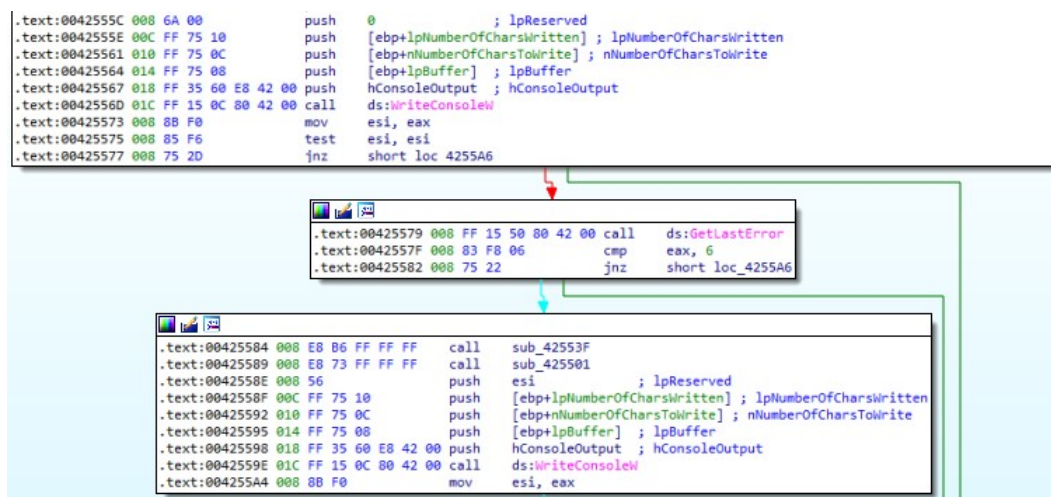 .text:0042555C 008 6A 00 push 0 ; lpReserved
.text:0042555E 00C FF 75 10 push [ebp+lpNumberOfCharsWritten] ; lpNumberOfCharsWritten
.text:00425561 010 FF 75 0C push [ebp+nNumberOfCharsToWrite] ; nNumberOfCharsToWrite
.text:00425564 014 FF 75 08 push [ebp+lpBuffer] ; lpBuffer
.text:00425567 018 FF 35 60 E8 42 00 push hConsoleOutput ; hConsoleOutput
.text:0042556D 01C FF 15 0C 80 42 00 call ds:WriteConsoleW
.text:00425573 008 8B F0 mov esi, eax
.text:00425575 008 85 F6 test esi, esi
.text:00425577 008 75 2D jnz short loc_4255A6
.text:00425579 008 FF 15 50 80 42 00 call ds:GetLastError
.text:0042557F 008 83 F8 06 cmp eax, 6
.text:00425582 008 75 22 jnz short loc_4255A6
.text:00425584 008 E8 B6 FF FF FF call sub_42553F
.text:00425589 008 E8 73 FF FF FF call sub_425501
.text:0042558E 008 56 push esi ; lpReserved
.text:0042558F 00C FF 75 10 push [ebp+lpNumberOfCharsWritten] ; lpNumberOfCharsWritten
.text:00425592 010 FF 75 0C push [ebp+nNumberOfCharsToWrite] ; nNumberOfCharsToWrite
.text:00425595 014 FF 75 08 push [ebp+lpBuffer] ; lpBuffer
.text:00425598 018 FF 35 60 E8 42 00 push hConsoleOutput ; hConsoleOutput
.text:0042559E 01C FF 15 0C 80 42 00 call ds:WriteConsoleW
.text:004255A4 008 8B F0 mov esi, eax